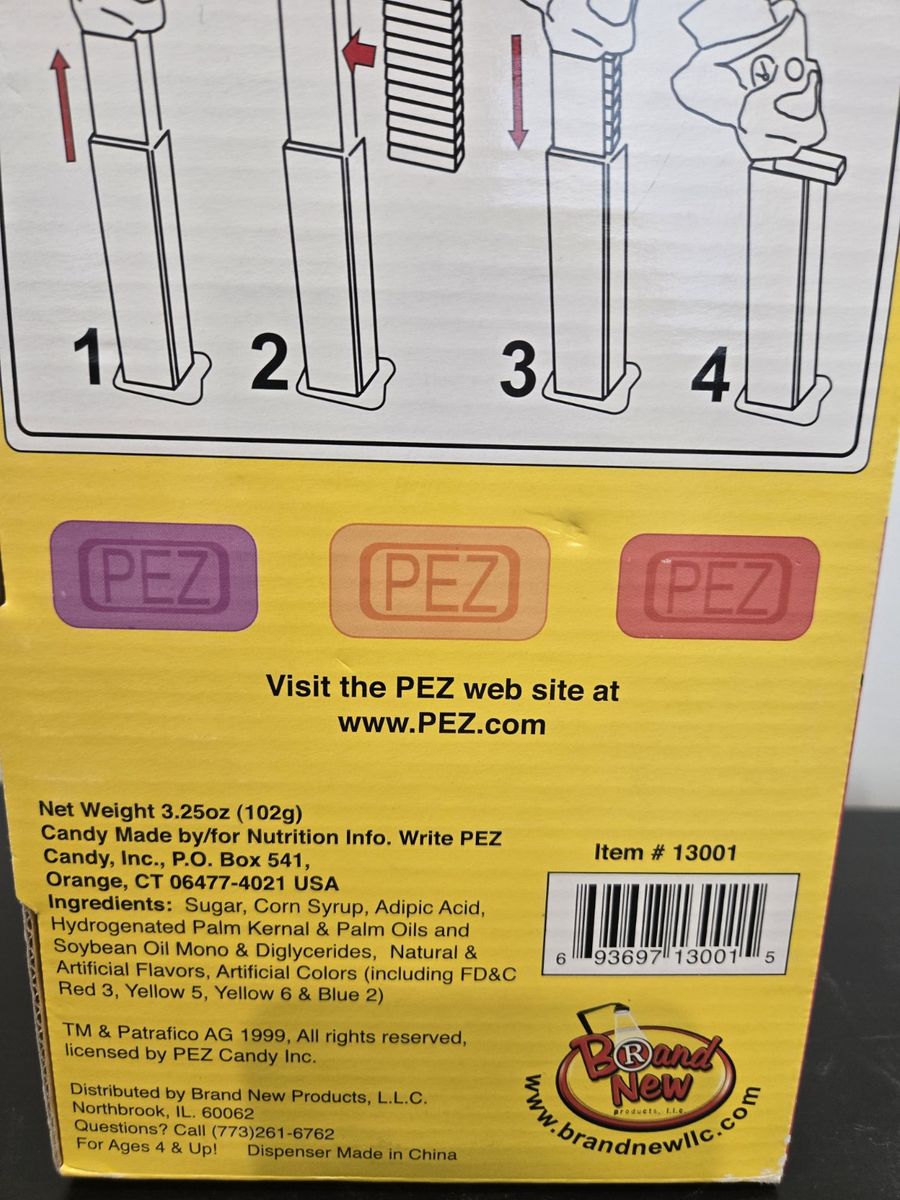 1 2 3 4
PEZ PEZ PEZ
Visit the PEZ web site at
www.PEZ.com
Net Weight 3.25oz (102g)
Candy Made by/for Nutrition Info. Write PEZ
Candy, Inc., P.O. Box 541,
Orange, CT 06477-4021 USA
Ingredients: Sugar, Corn Syrup, Adipic Acid,
Hydrogenated Palm Kernal & Palm Oils and
Soybean Oil Mono & Diglycerides, Natural &
Artificial Flavors, Artificial Colors (including FD&C
Red 3, Yellow 5, Yellow 6 & Blue 2)
TM & Patrafico AG 1999, All rights reserved,
licensed by PEZ Candy Inc.
Distributed by Brand New Products, L.L.C.
Northbrook, IL. 60062
Questions? Call (773)261-6762
For Ages 4 & Up! Dispenser Made in China
Item # 13001
6 93697 13001 5
B®and
New
products, l.l.c.
www.brandnewllc.com